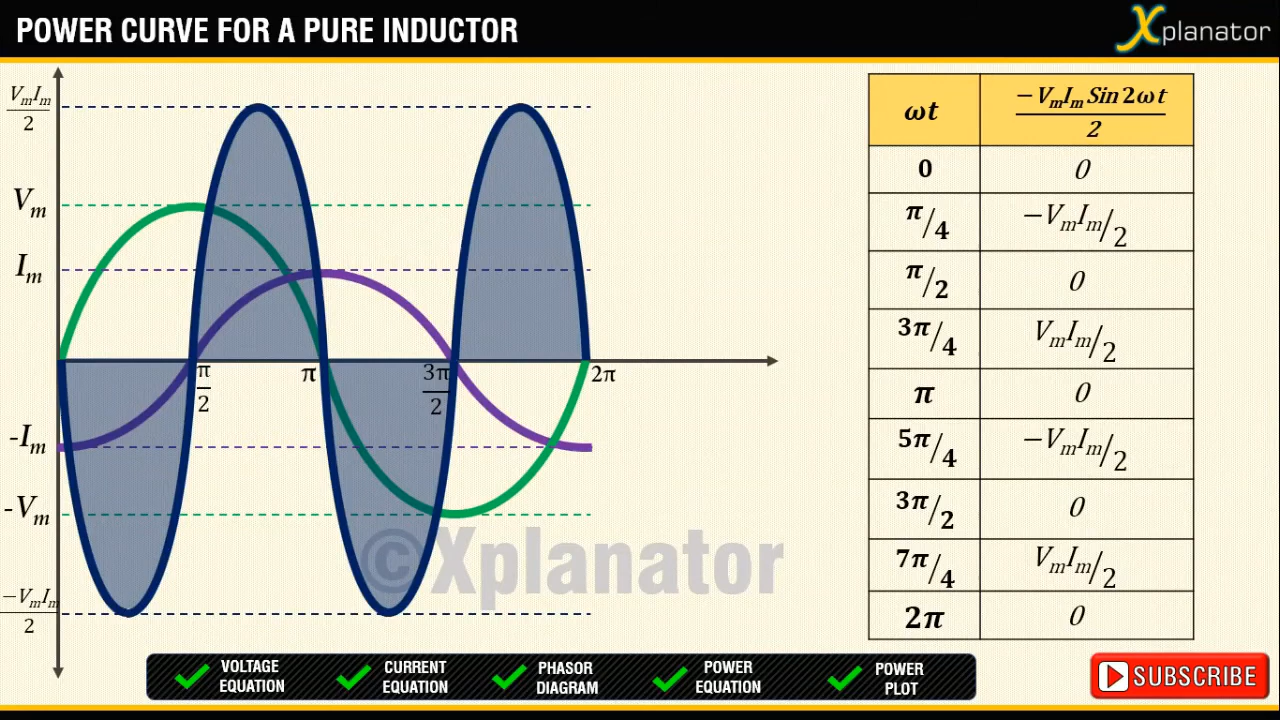 POWER CURVE FOR A PURE INDUCTOR
Xplanator
VₘIₘ/2
Vₘ
Iₘ
-Iₘ
-Vₘ
−VₘIₘ/2
π/2
π
3π/2
2π
ωt −VₘIₘ Sin 2ωt/2
0 0
π/4 −VₘIₘ/2
π/2 0
3π/4 VₘIₘ/2
π 0
5π/4 −VₘIₘ/2
3π/2 0
7π/4 VₘIₘ/2
2π 0
©Xplanator
VOLTAGE
EQUATION
CURRENT
EQUATION
PHASOR
DIAGRAM
POWER
EQUATION
POWER
PLOT
SUBSCRIBE